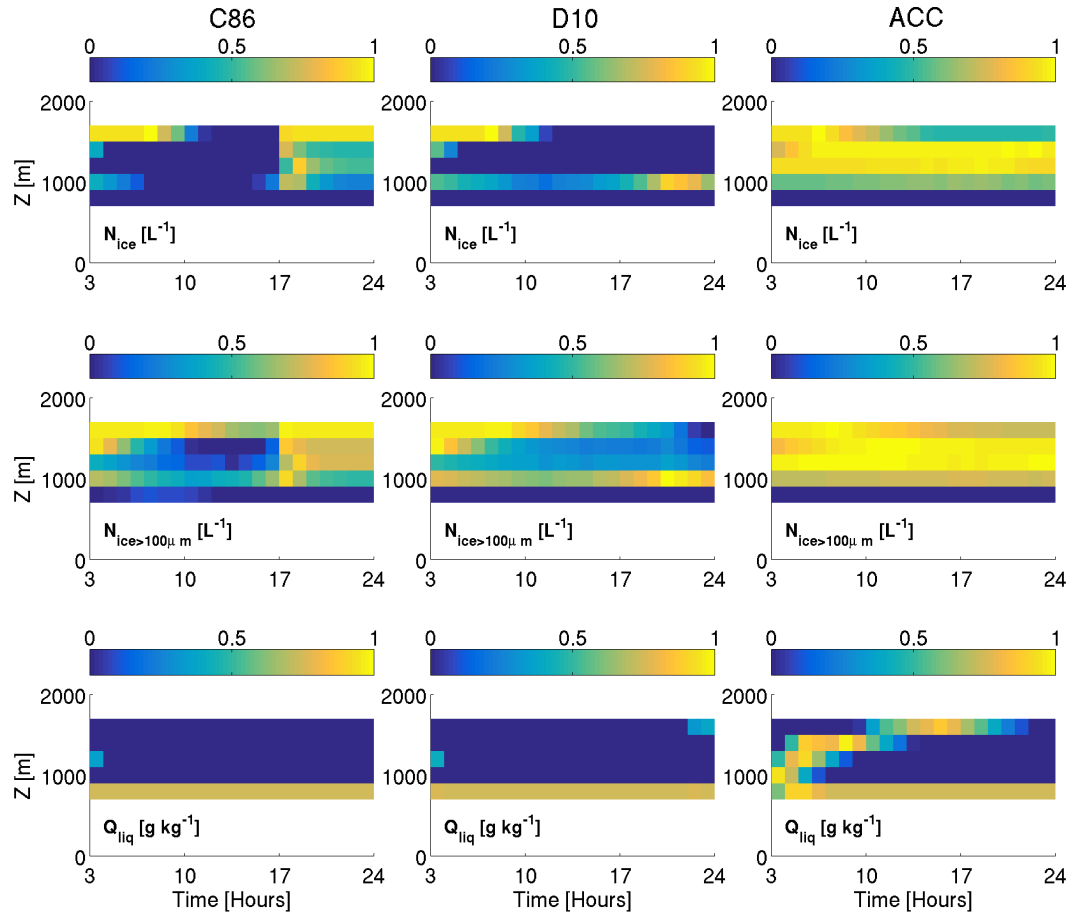 C86 D10 ACC
0 0.5 1 0 0.5 1 0 0.5 1
2000 2000 2000
Z [m] 1000 Z [m] 1000 Z [m] 1000
N_ice [L^-1] N_ice [L^-1] N_ice [L^-1]
0 0 0
3 10 17 24 3 10 17 24 3 10 17 24
0 0.5 1 0 0.5 1 0 0.5 1
2000 2000 2000
Z [m] 1000 Z [m] 1000 Z [m] 1000
N_ice>100μ m [L^-1] N_ice>100μ m [L^-1] N_ice>100μ m [L^-1]
0 0 0
3 10 17 24 3 10 17 24 3 10 17 24
0 0.5 1 0 0.5 1 0 0.5 1
2000 2000 2000
Z [m] 1000 Z [m] 1000 Z [m] 1000
Q_liq [g kg^-1] Q_liq [g kg^-1] Q_liq [g kg^-1]
0 0 0
3 10 17 24 3 10 17 24 3 10 17 24
Time [Hours] Time [Hours] Time [Hours]